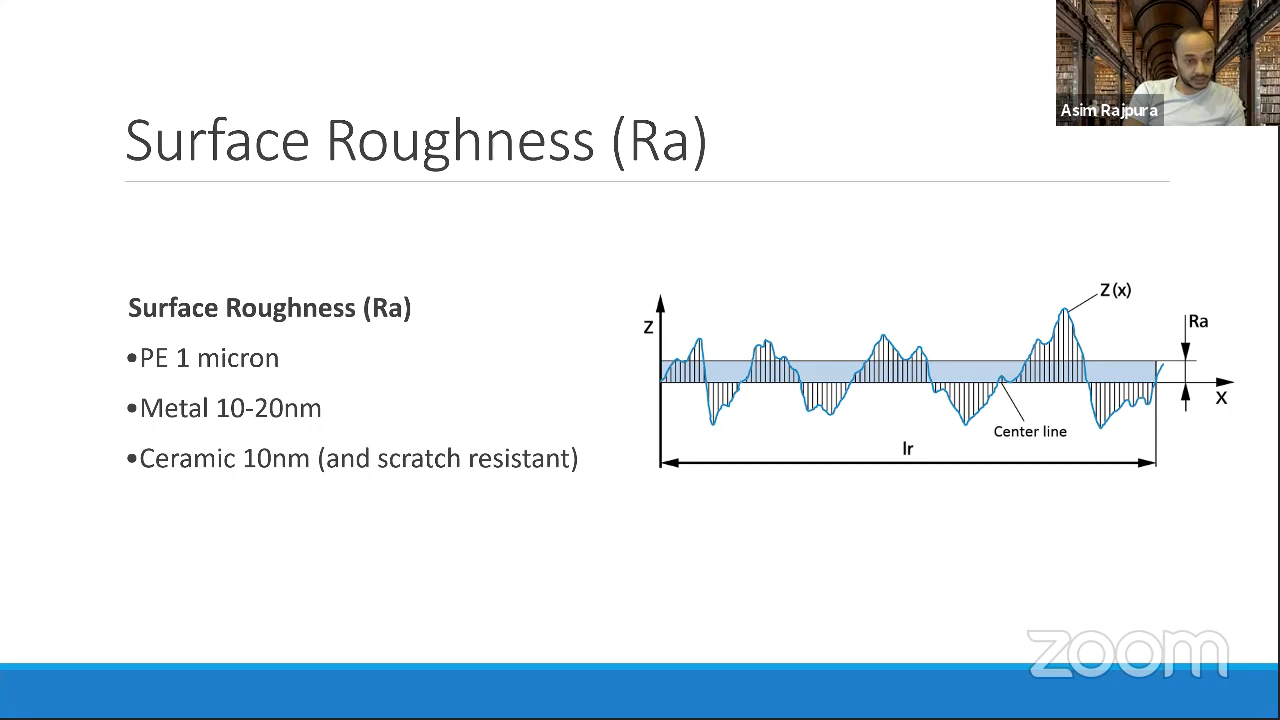 Asim Rajpura
Surface Roughness (Ra)
Surface Roughness (Ra)
•PE 1 micron
•Metal 10-20nm
•Ceramic 10nm (and scratch resistant)
Z (x)
Z
Ra
X
Center line
lr
zoom